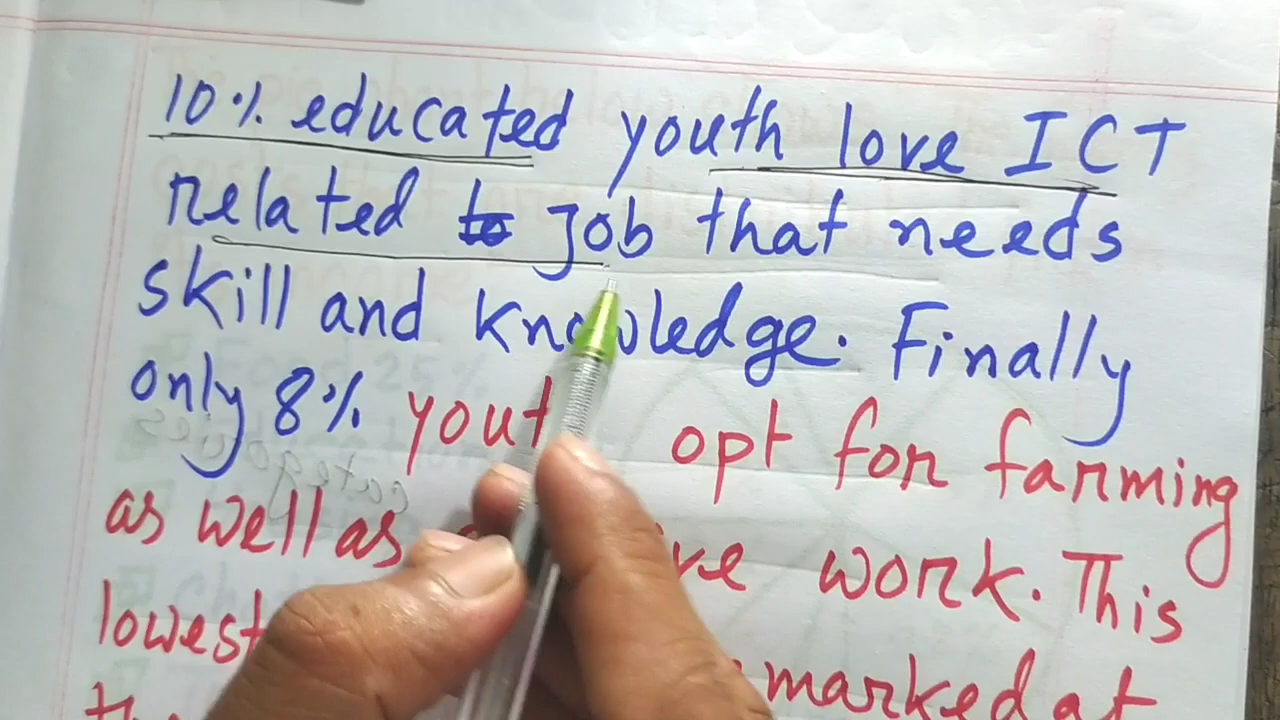 10% educated youth love ICT
related to Job that needs
skill and knowledge. Finally
only 8% opt for farming
as well as work. This
lowest marked at